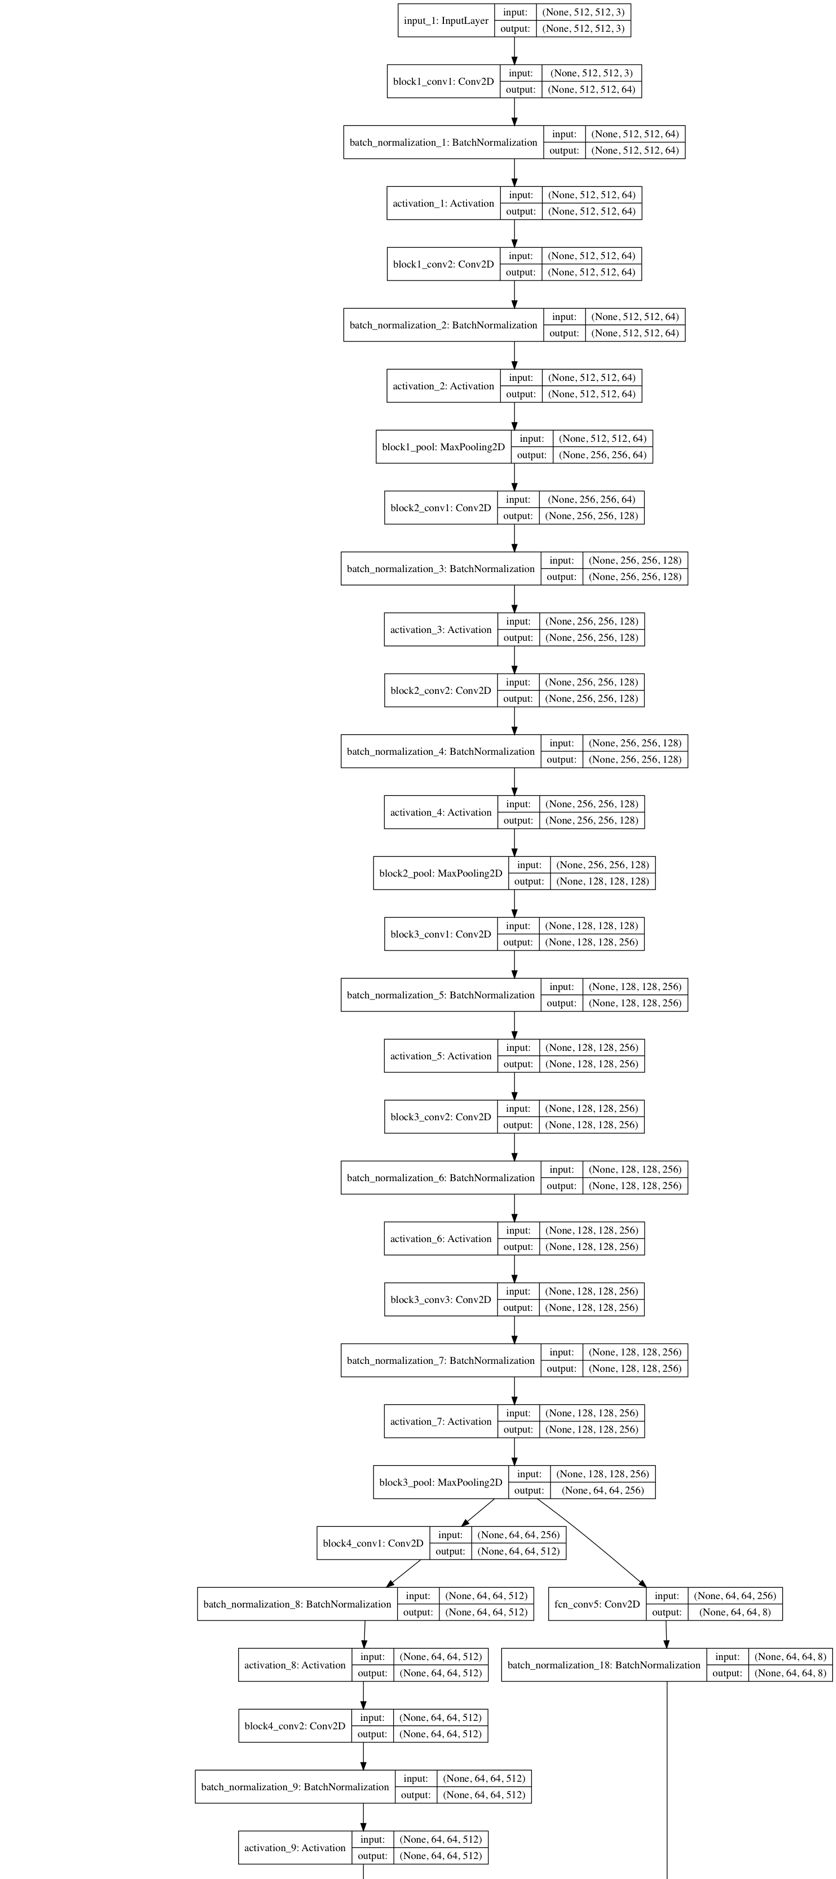 input_1: InputLayer
input: (None, 512, 512, 3)
output: (None, 512, 512, 3)
block1_conv1: Conv2D
input: (None, 512, 512, 3)
output: (None, 512, 512, 64)
batch_normalization_1: BatchNormalization
input: (None, 512, 512, 64)
output: (None, 512, 512, 64)
activation_1: Activation
input: (None, 512, 512, 64)
output: (None, 512, 512, 64)
block1_conv2: Conv2D
input: (None, 512, 512, 64)
output: (None, 512, 512, 64)
batch_normalization_2: BatchNormalization
input: (None, 512, 512, 64)
output: (None, 512, 512, 64)
activation_2: Activation
input: (None, 512, 512, 64)
output: (None, 512, 512, 64)
block1_pool: MaxPooling2D
input: (None, 512, 512, 64)
output: (None, 256, 256, 64)
block2_conv1: Conv2D
input: (None, 256, 256, 64)
output: (None, 256, 256, 128)
batch_normalization_3: BatchNormalization
input: (None, 256, 256, 128)
output: (None, 256, 256, 128)
activation_3: Activation
input: (None, 256, 256, 128)
output: (None, 256, 256, 128)
block2_conv2: Conv2D
input: (None, 256, 256, 128)
output: (None, 256, 256, 128)
batch_normalization_4: BatchNormalization
input: (None, 256, 256, 128)
output: (None, 256, 256, 128)
activation_4: Activation
input: (None, 256, 256, 128)
output: (None, 256, 256, 128)
block2_pool: MaxPooling2D
input: (None, 256, 256, 128)
output: (None, 128, 128, 128)
block3_conv1: Conv2D
input: (None, 128, 128, 128)
output: (None, 128, 128, 256)
batch_normalization_5: BatchNormalization
input: (None, 128, 128, 256)
output: (None, 128, 128, 256)
activation_5: Activation
input: (None, 128, 128, 256)
output: (None, 128, 128, 256)
block3_conv2: Conv2D
input: (None, 128, 128, 256)
output: (None, 128, 128, 256)
batch_normalization_6: BatchNormalization
input: (None, 128, 128, 256)
output: (None, 128, 128, 256)
activation_6: Activation
input: (None, 128, 128, 256)
output: (None, 128, 128, 256)
block3_conv3: Conv2D
input: (None, 128, 128, 256)
output: (None, 128, 128, 256)
batch_normalization_7: BatchNormalization
input: (None, 128, 128, 256)
output: (None, 128, 128, 256)
activation_7: Activation
input: (None, 128, 128, 256)
output: (None, 128, 128, 256)
block3_pool: MaxPooling2D
input: (None, 128, 128, 256)
output: (None, 64, 64, 256)
block4_conv1: Conv2D
input: (None, 64, 64, 256)
output: (None, 64, 64, 512)
batch_normalization_8: BatchNormalization
input: (None, 64, 64, 512)
output: (None, 64, 64, 512)
fcn_conv5: Conv2D
input: (None, 64, 64, 256)
output: (None, 64, 64, 8)
activation_8: Activation
input: (None, 64, 64, 512)
output: (None, 64, 64, 512)
batch_normalization_18: BatchNormalization
input: (None, 64, 64, 8)
output: (None, 64, 64, 8)
block4_conv2: Conv2D
input: (None, 64, 64, 512)
output: (None, 64, 64, 512)
batch_normalization_9: BatchNormalization
input: (None, 64, 64, 512)
output: (None, 64, 64, 512)
activation_9: Activation
input: (None, 64, 64, 512)
output: (None, 64, 64, 512)